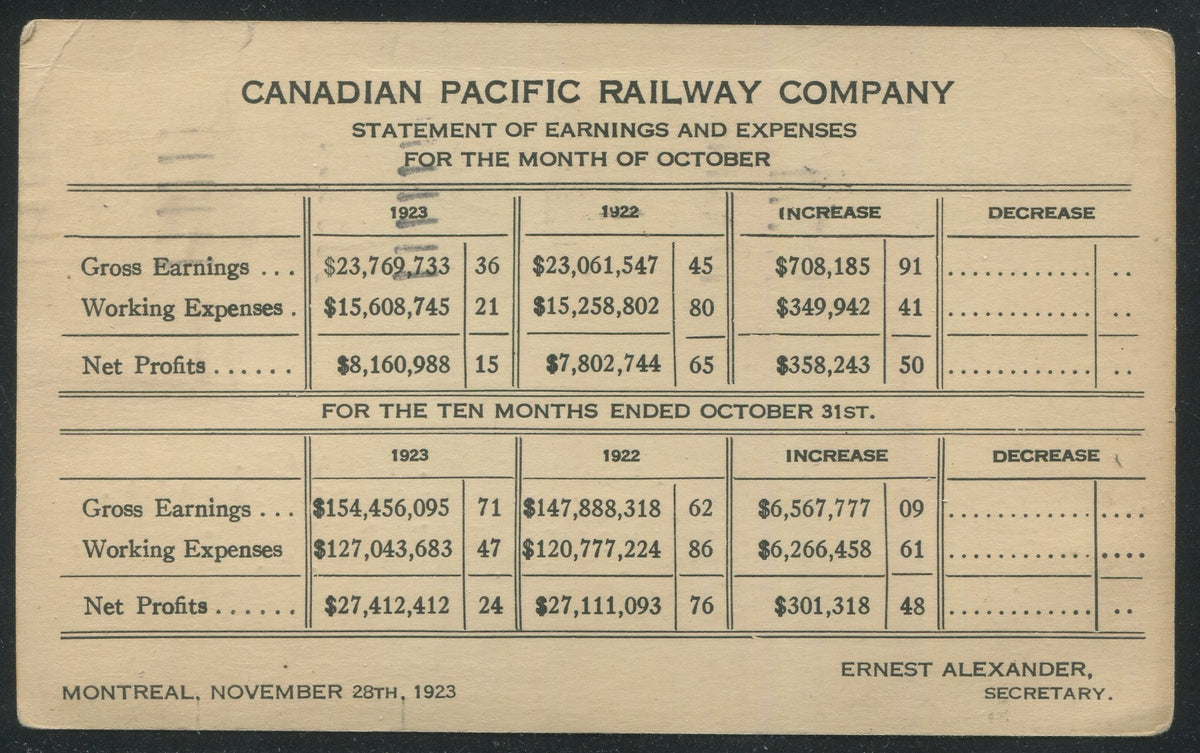 CANADIAN PACIFIC RAILWAY COMPANY
STATEMENT OF EARNINGS AND EXPENSES
FOR THE MONTH OF OCTOBER
1923 1922 INCREASE DECREASE
Gross Earnings ... $23,769,733 36 $23,061,547 45 $708,185 91 ............ ..
Working Expenses . $15,608,745 21 $15,258,802 80 $349,942 41 ............ ..
Net Profits ...... $8,160,988 15 $7,802,744 65 $358,243 50 ............ ..
FOR THE TEN MONTHS ENDED OCTOBER 31ST.
1923 1922 INCREASE DECREASE
Gross Earnings ... $154,456,095 71 $147,888,318 62 $6,567,777 09 ............ ....
Working Expenses $127,043,683 47 $120,777,224 86 $6,266,458 61 ............ ....
Net Profits ...... $27,412,412 24 $27,111,093 76 $301,318 48 ............ ..
ERNEST ALEXANDER,
MONTREAL, NOVEMBER 28TH, 1923 SECRETARY.